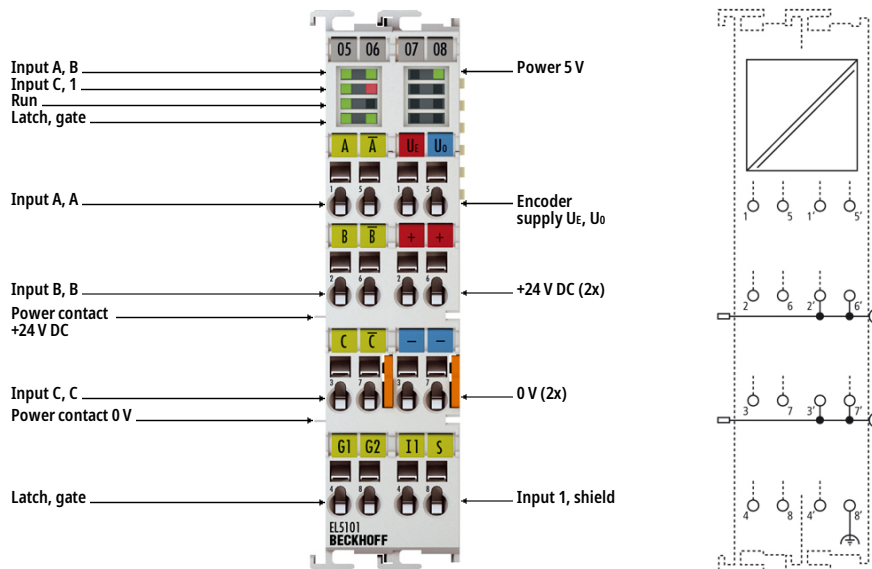 05 06 07 08
Input A, B
Power 5 V
Input C, 1
Run
Latch, gate
A A̅ UE U0
1 5 1 5
Input A, A
Encoder
supply UE, U0
B B̅ + +
2 6 2 6
Input B, B
+24 V DC (2x)
Power contact
+24 V DC
C C̅ − −
3 7 3 7
Input C, C
0 V (2x)
Power contact 0 V
G1 G2 I1 S
4 8 4 8
Latch, gate
Input 1, shield
EL5101
BECKHOFF
1 5 1' 5'
2 6 2' 6'
3 7 3' 7'
4 8 4' 8'